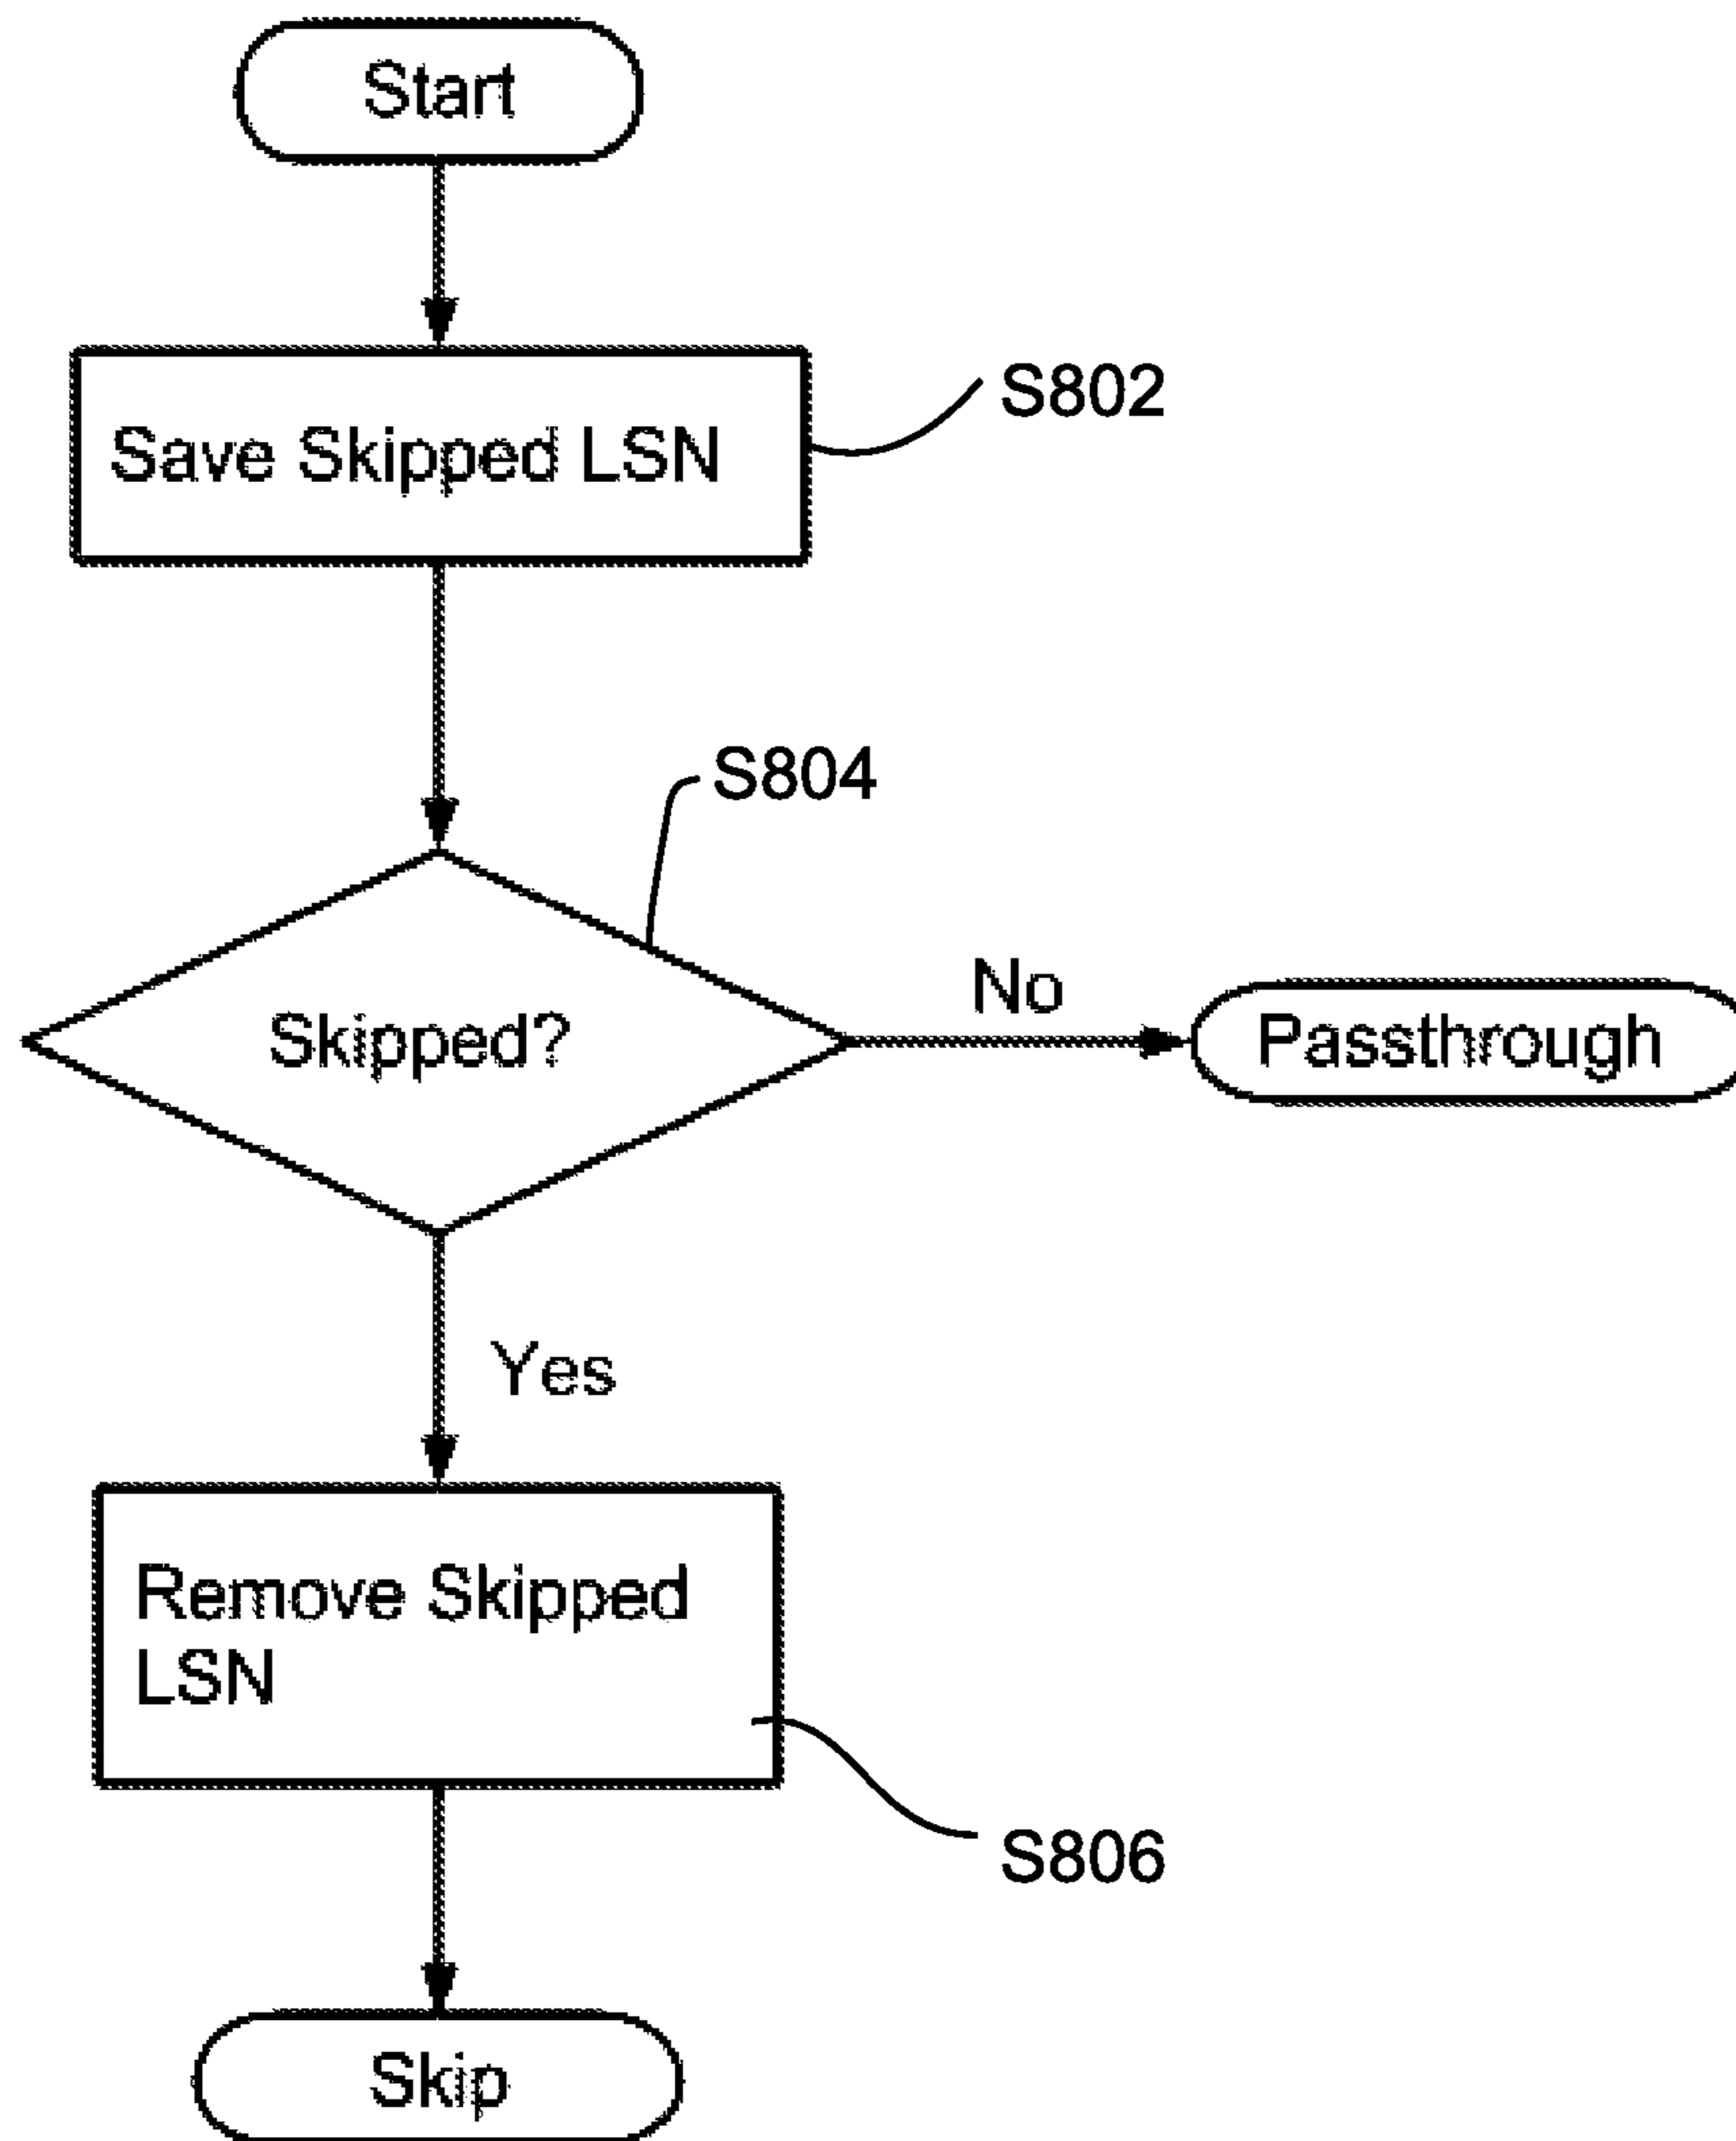 Start
Save Skipped LSN
S802
S804
Skipped?
No
Passthrough
Yes
Remove Skipped
LSN
S806
Skip